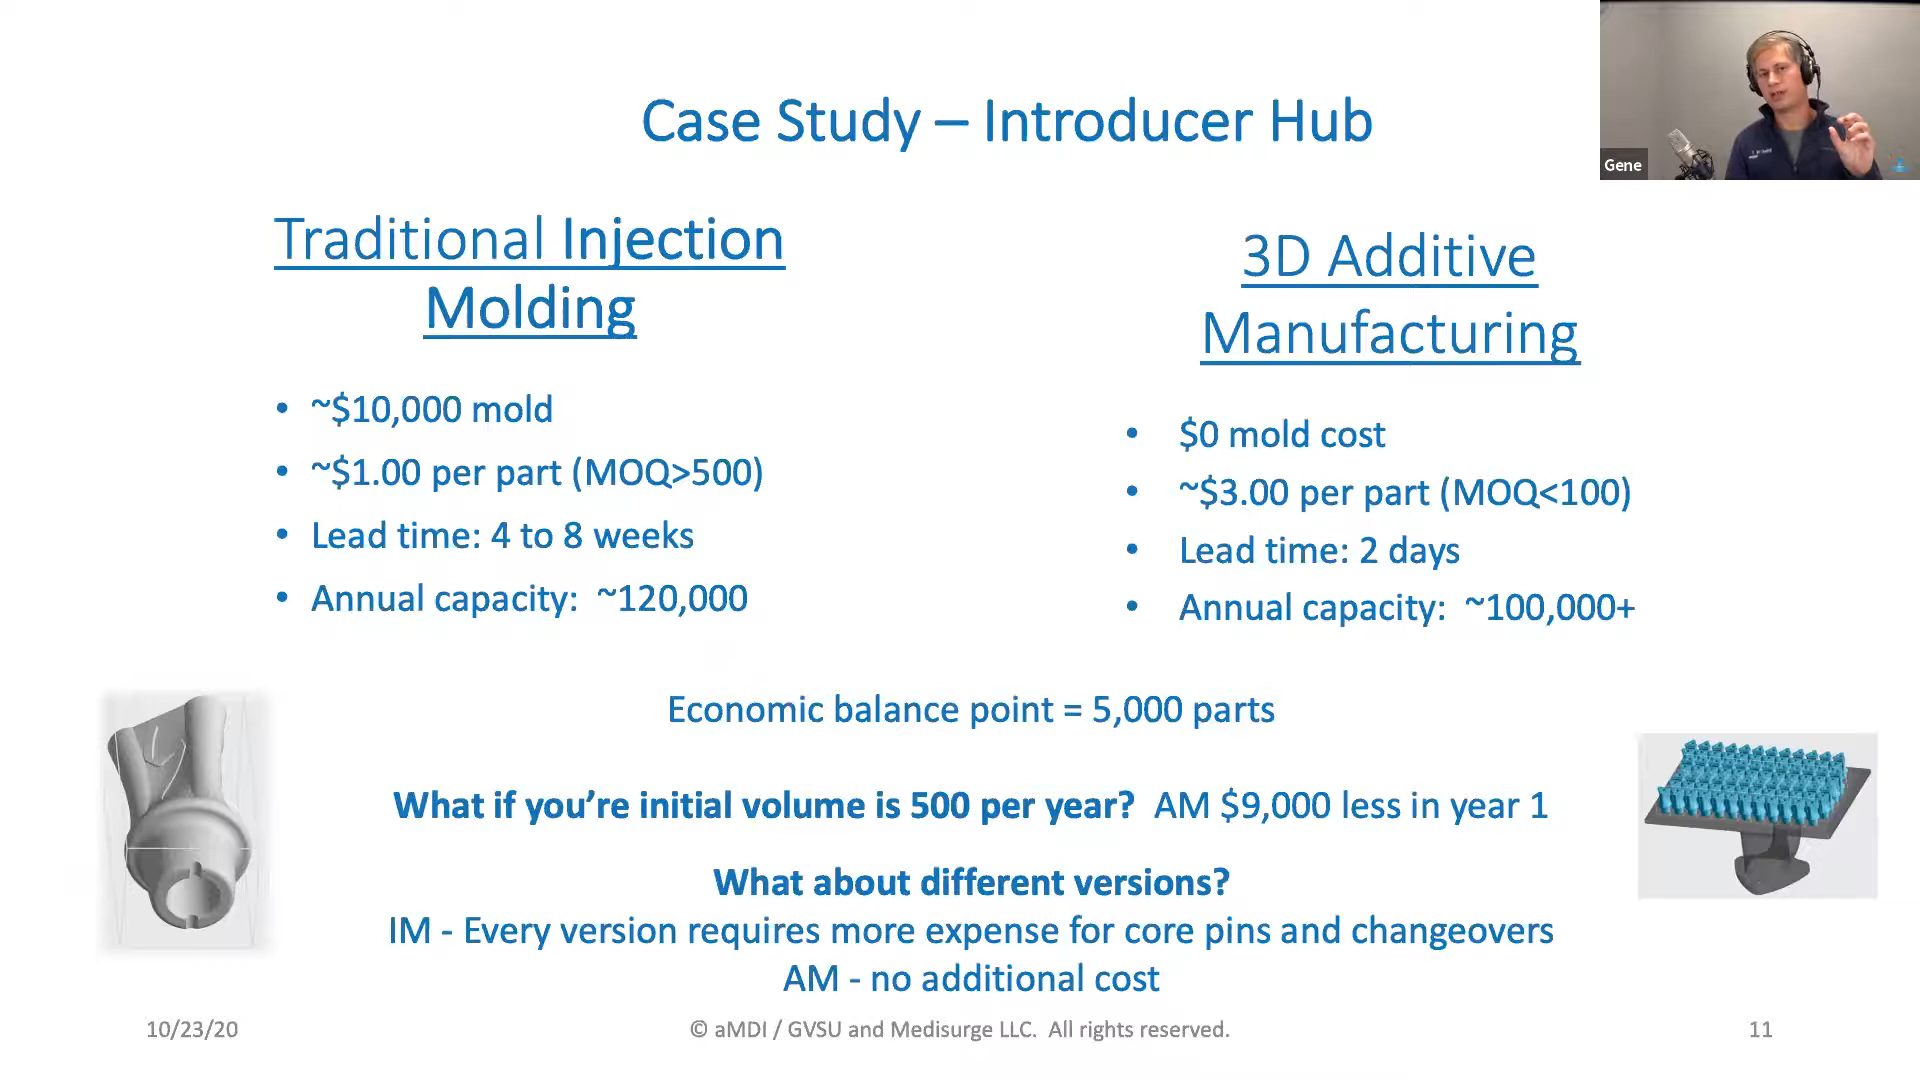 Case Study – Introducer Hub
Gene
Traditional Injection
Molding
• ~$10,000 mold
• ~$1.00 per part (MOQ>500)
• Lead time: 4 to 8 weeks
• Annual capacity:  ~120,000
3D Additive
Manufacturing
• $0 mold cost
• ~$3.00 per part (MOQ<100)
• Lead time: 2 days
• Annual capacity:  ~100,000+
Economic balance point = 5,000 parts
What if you’re initial volume is 500 per year?  AM $9,000 less in year 1
What about different versions?
IM - Every version requires more expense for core pins and changeovers
AM - no additional cost
10/23/20
© aMDI / GVSU and Medisurge LLC.  All rights reserved.
11